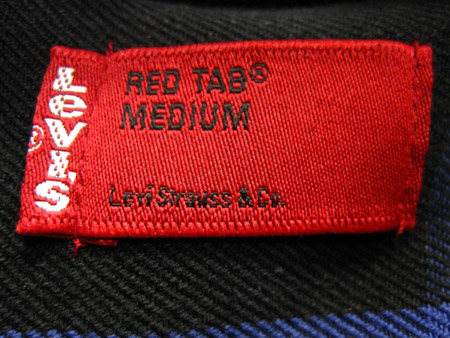 LEVI'S®
RED TAB®
MEDIUM
Levi Strauss & Co.